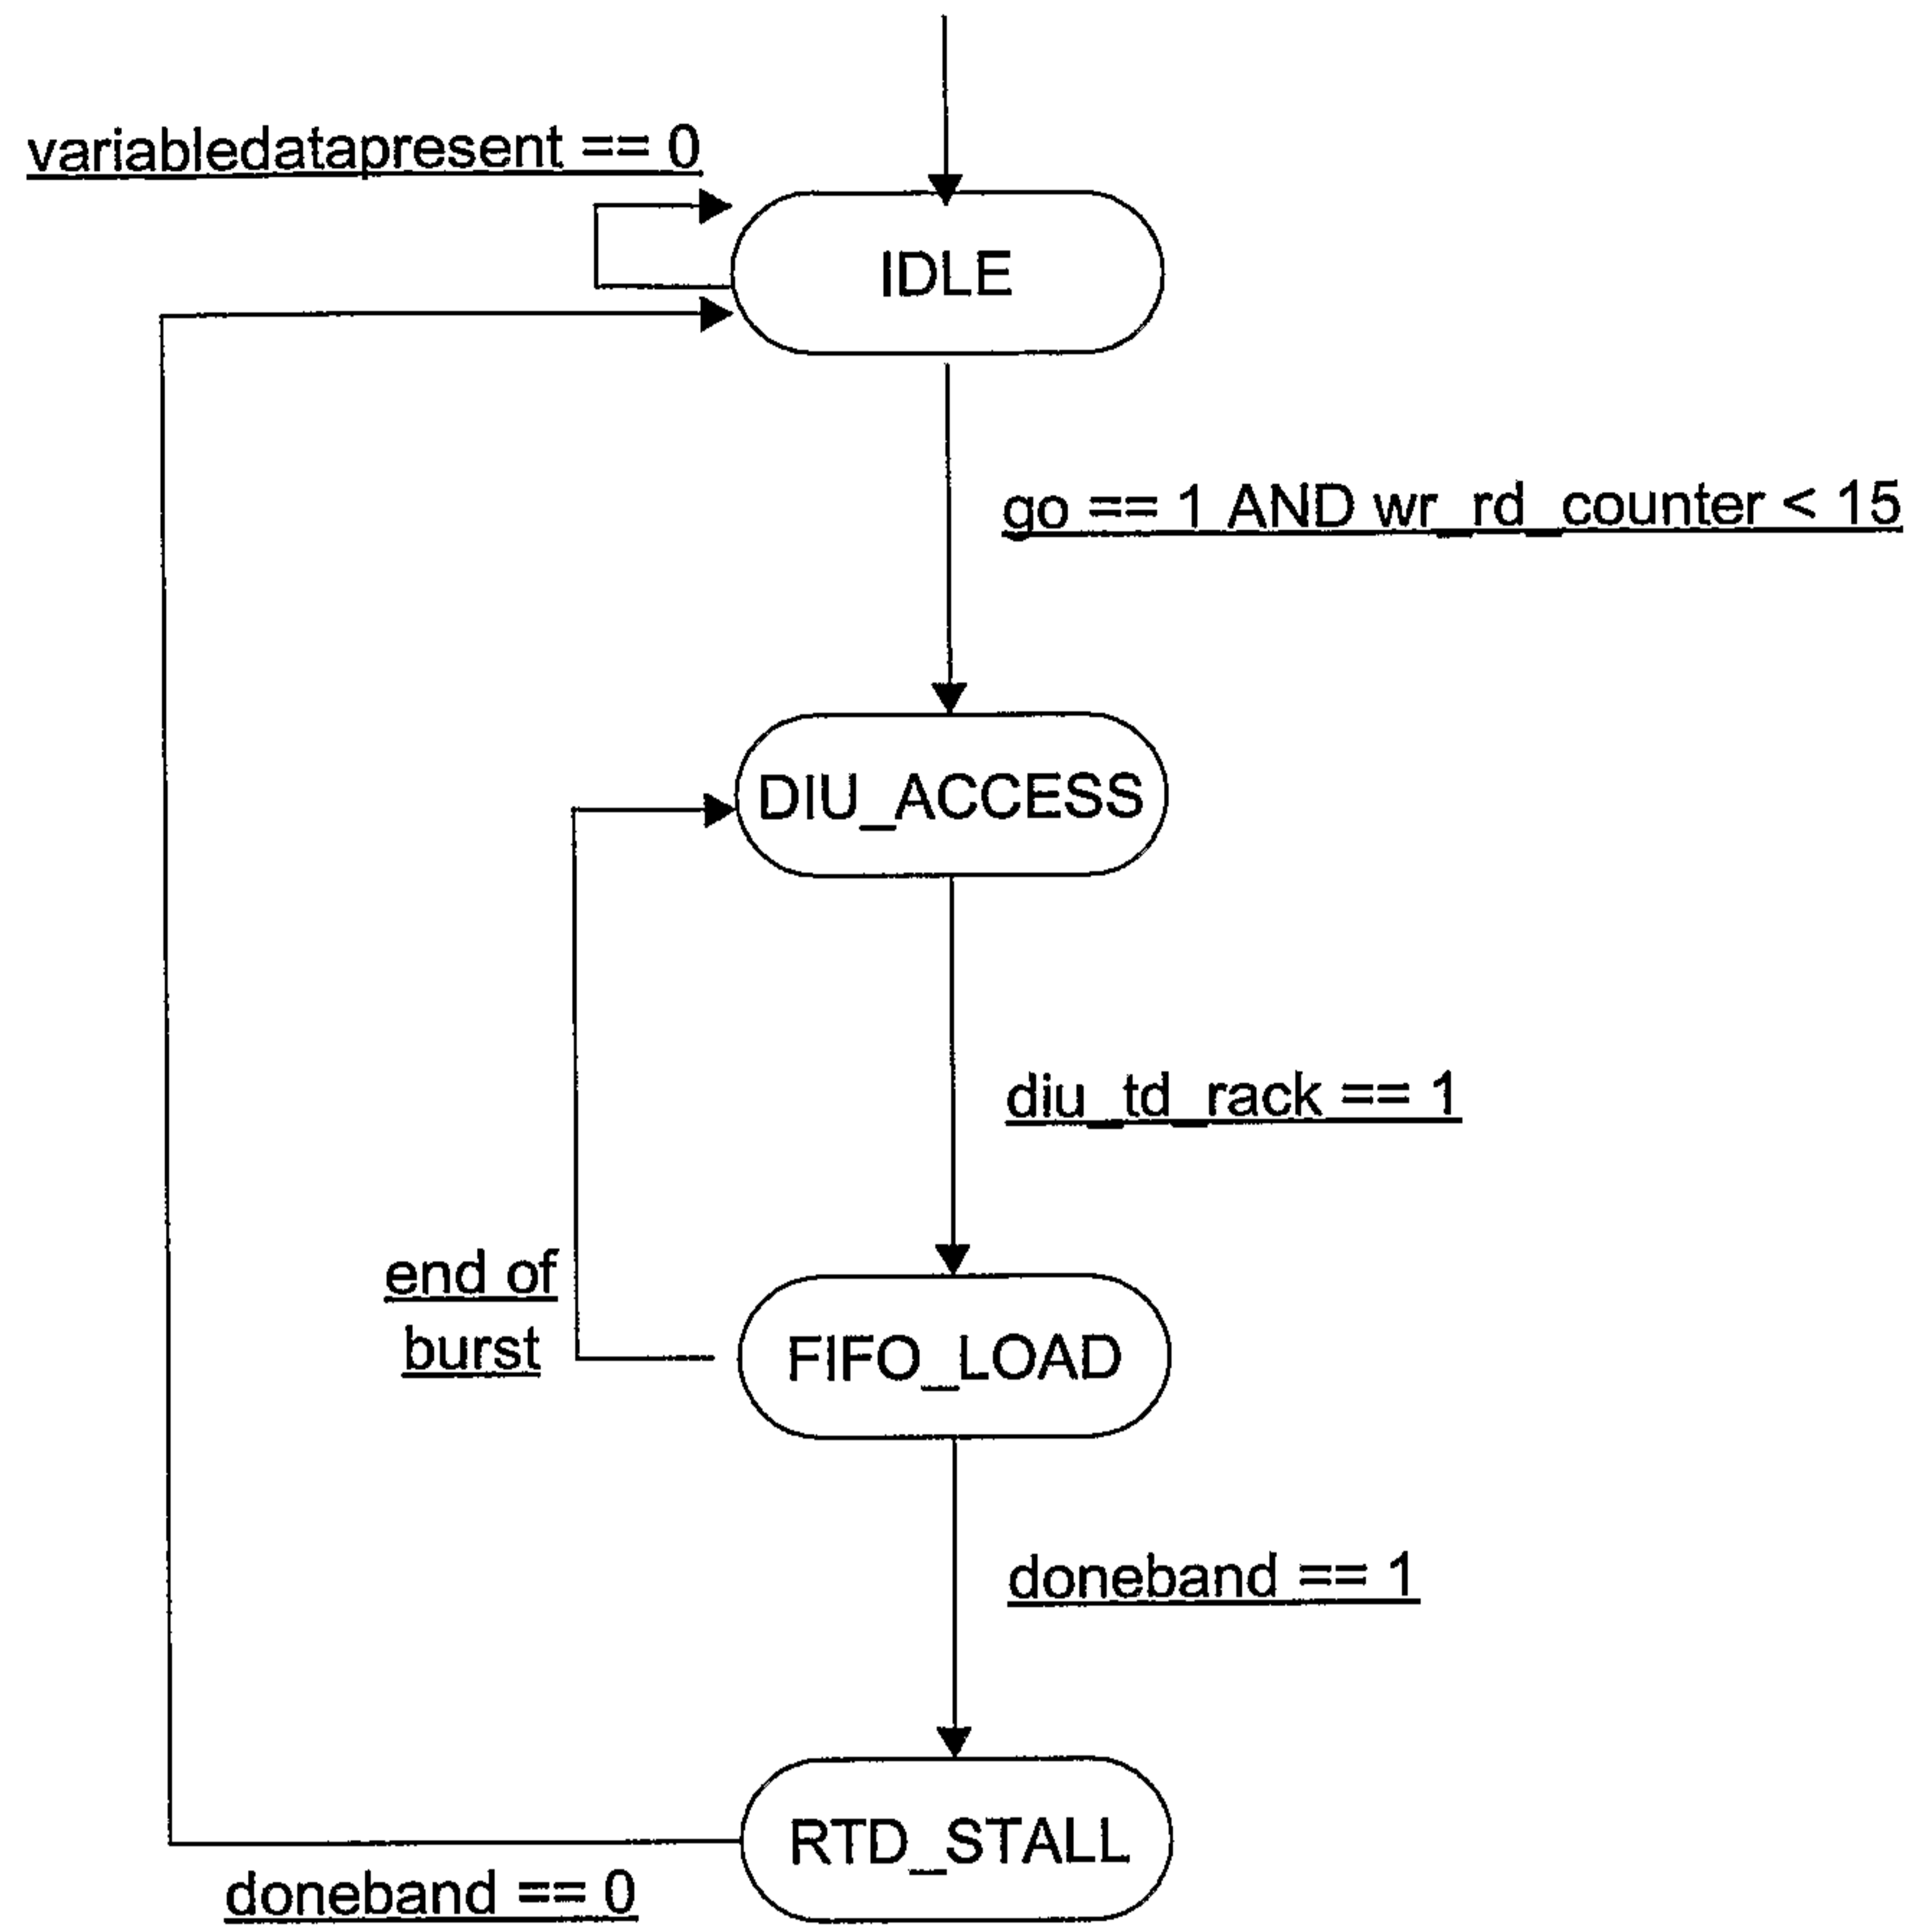 variabledatapresent == 0
IDLE
go == 1 AND wr_rd_counter < 15
DIU_ACCESS
diu_td_rack == 1
end of
burst
FIFO_LOAD
doneband == 1
RTD_STALL
doneband == 0